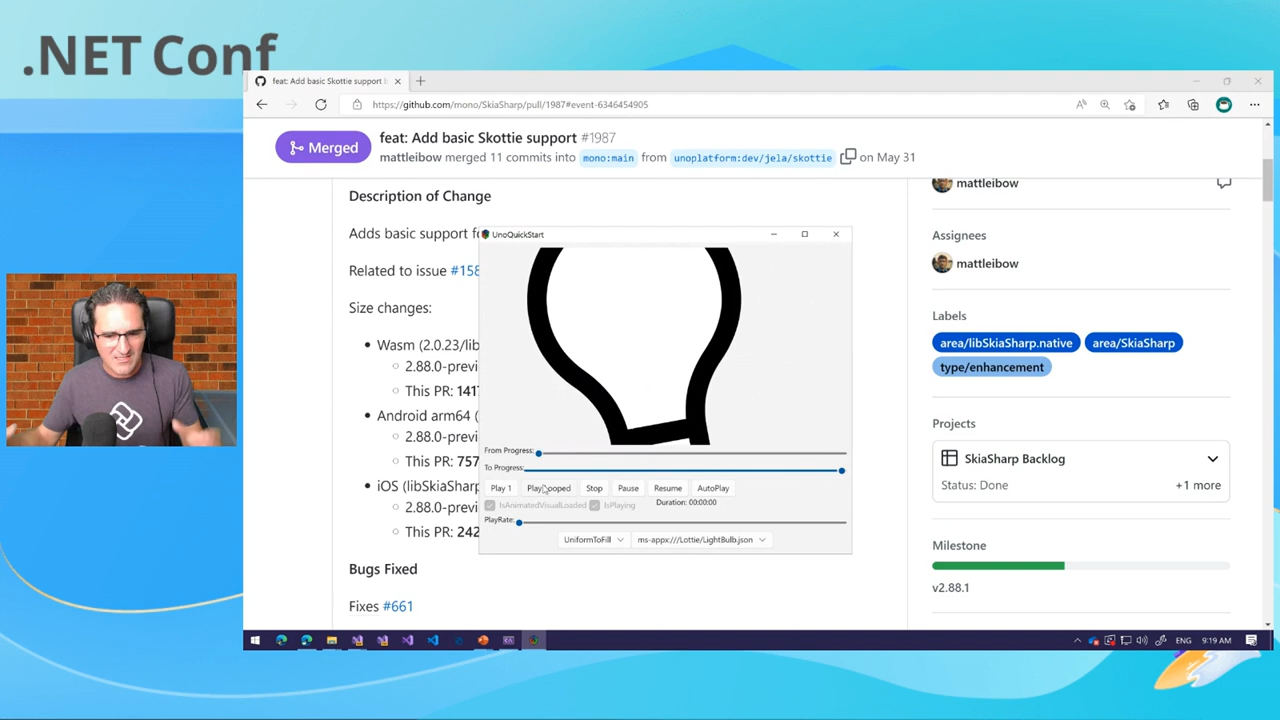 .NET Conf
feat: Add basic Skottie support b
https://github.com/mono/SkiaSharp/pull/1987#event-6346454905
Merged
feat: Add basic Skottie support #1987
mattleibow merged 11 commits into mono:main from unoplatform:dev/jela/skottie on May 31
Description of Change
Adds basic support fo
Related to issue #158
Size changes:
Wasm (2.0.23/lib
2.88.0-previ
This PR: 1417
Android arm64 (
2.88.0-previ
This PR: 757
iOS (libSkiaSharp
2.88.0-previ
This PR: 242
Bugs Fixed
Fixes #661
UnoQuickStart
From Progress:
To Progress:
Play 1
Play Looped
Stop
Pause
Resume
AutoPlay
IsAnimatedVisualLoaded
IsPlaying
Duration: 00:00:00
PlayRate:
UniformToFill
ms-appx:///Lottie/LightBulb.json
mattleibow
Assignees
mattleibow
Labels
area/libSkiaSharp.native
area/SkiaSharp
type/enhancement
Projects
SkiaSharp Backlog
Status: Done
+1 more
Milestone
v2.88.1
ENG
9:19 AM